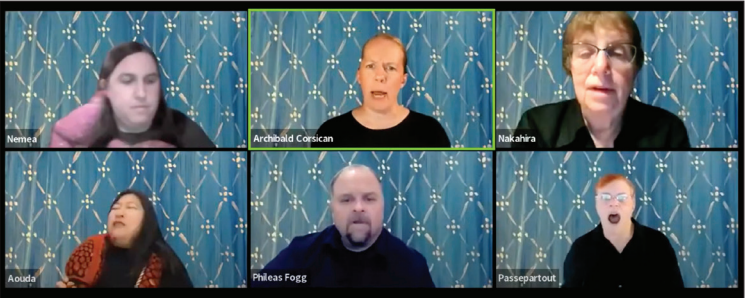 Nemea
Archibald Corsican
Nakahira
Aouda
Phileas Fogg
Passepartout